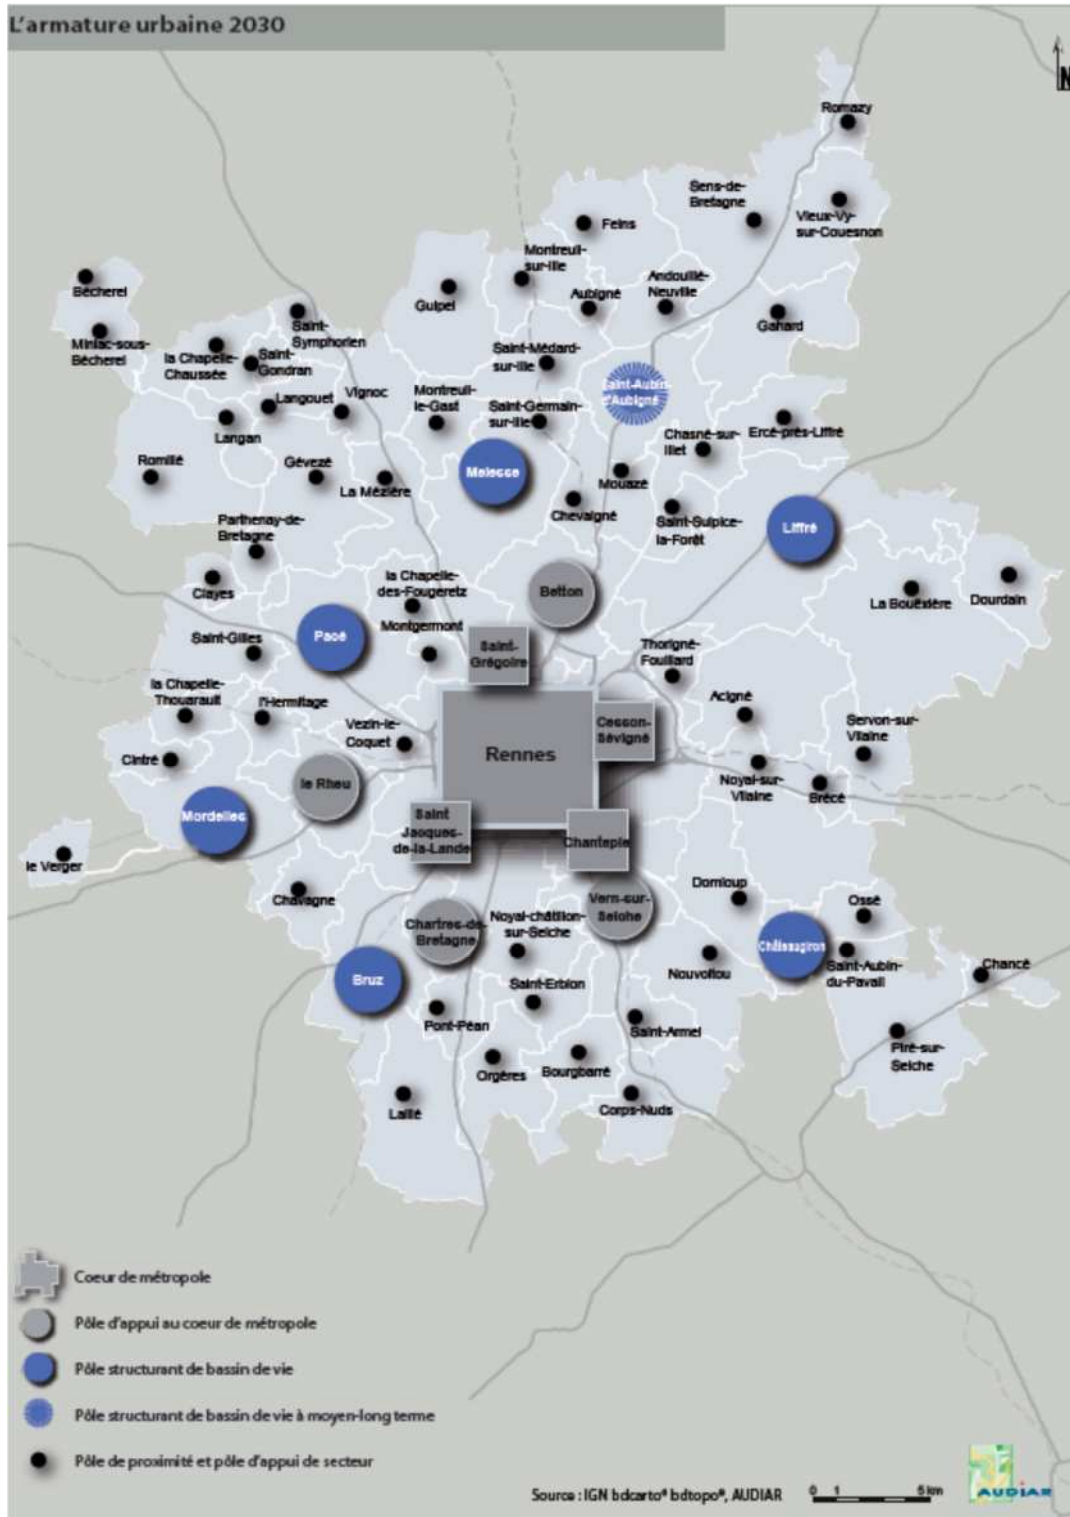 L'armature urbaine 2030
N
Romazy
Sens-de-
Bretagne
Vieux-Vy-
sur-Couesnon
Feins
Montreuil-
sur-Ille
Andouillé-
Neuville
Aubigné
Guipel
Gahard
Bécherel
Miniac-sous-
Bécherel
Saint-
Symphorien
la Chapelle-
Chaussée
Saint-
Gondran
Saint-Médard-
sur-Ille
Langouet
Vignoc
Montreuil-
le-Gast
Saint-Germain-
sur-Ille
Saint-Aubin-
d'Aubigné
Langan
Chasné-sur-
Illet
Ercé-près-Liffré
Romillé
Gévezé
La Mézière
Melesse
Mouazé
Chevaigné
Saint-Sulpice-
la-Forêt
Liffré
Parthenay-de-
Bretagne
Clayes
la Chapelle-
des-Fougeretz
Montgermont
Betton
La Bouëxière
Dourdain
Saint-Gilles
Pacé
Saint-
Grégoire
Thorigné-
Fouillard
la Chapelle-
Thouarault
l'Hermitage
Acigné
Vezin-le-
Coquet
Rennes
Cesson-
Sévigné
Servon-sur-
Vilaine
Cintré
le Rheu
Noyal-sur-
Vilaine
Brécé
Mordelles
Saint
Jacques-
de-la-Lande
Chantepie
le Verger
Chavagne
Domloup
Ossé
Chartres-de-
Bretagne
Noyal-châtillon-
sur-Seiche
Vern-sur-
Seiche
Châteaugiron
Saint-Aubin-
du-Pavail
Nouvoitou
Chancé
Bruz
Saint-Erblon
Pont-Péan
Saint-Armel
Piré-sur-
Seiche
Orgères
Bourgbarré
Laillé
Corps-Nuds
Coeur de métropole
Pôle d'appui au coeur de métropole
Pôle structurant de bassin de vie
Pôle structurant de bassin de vie à moyen-long terme
Pôle de proximité et pôle d'appui de secteur
Source : IGN bdcarto® bdtopo®, AUDIAR
0 1 5 km
AUDIAR